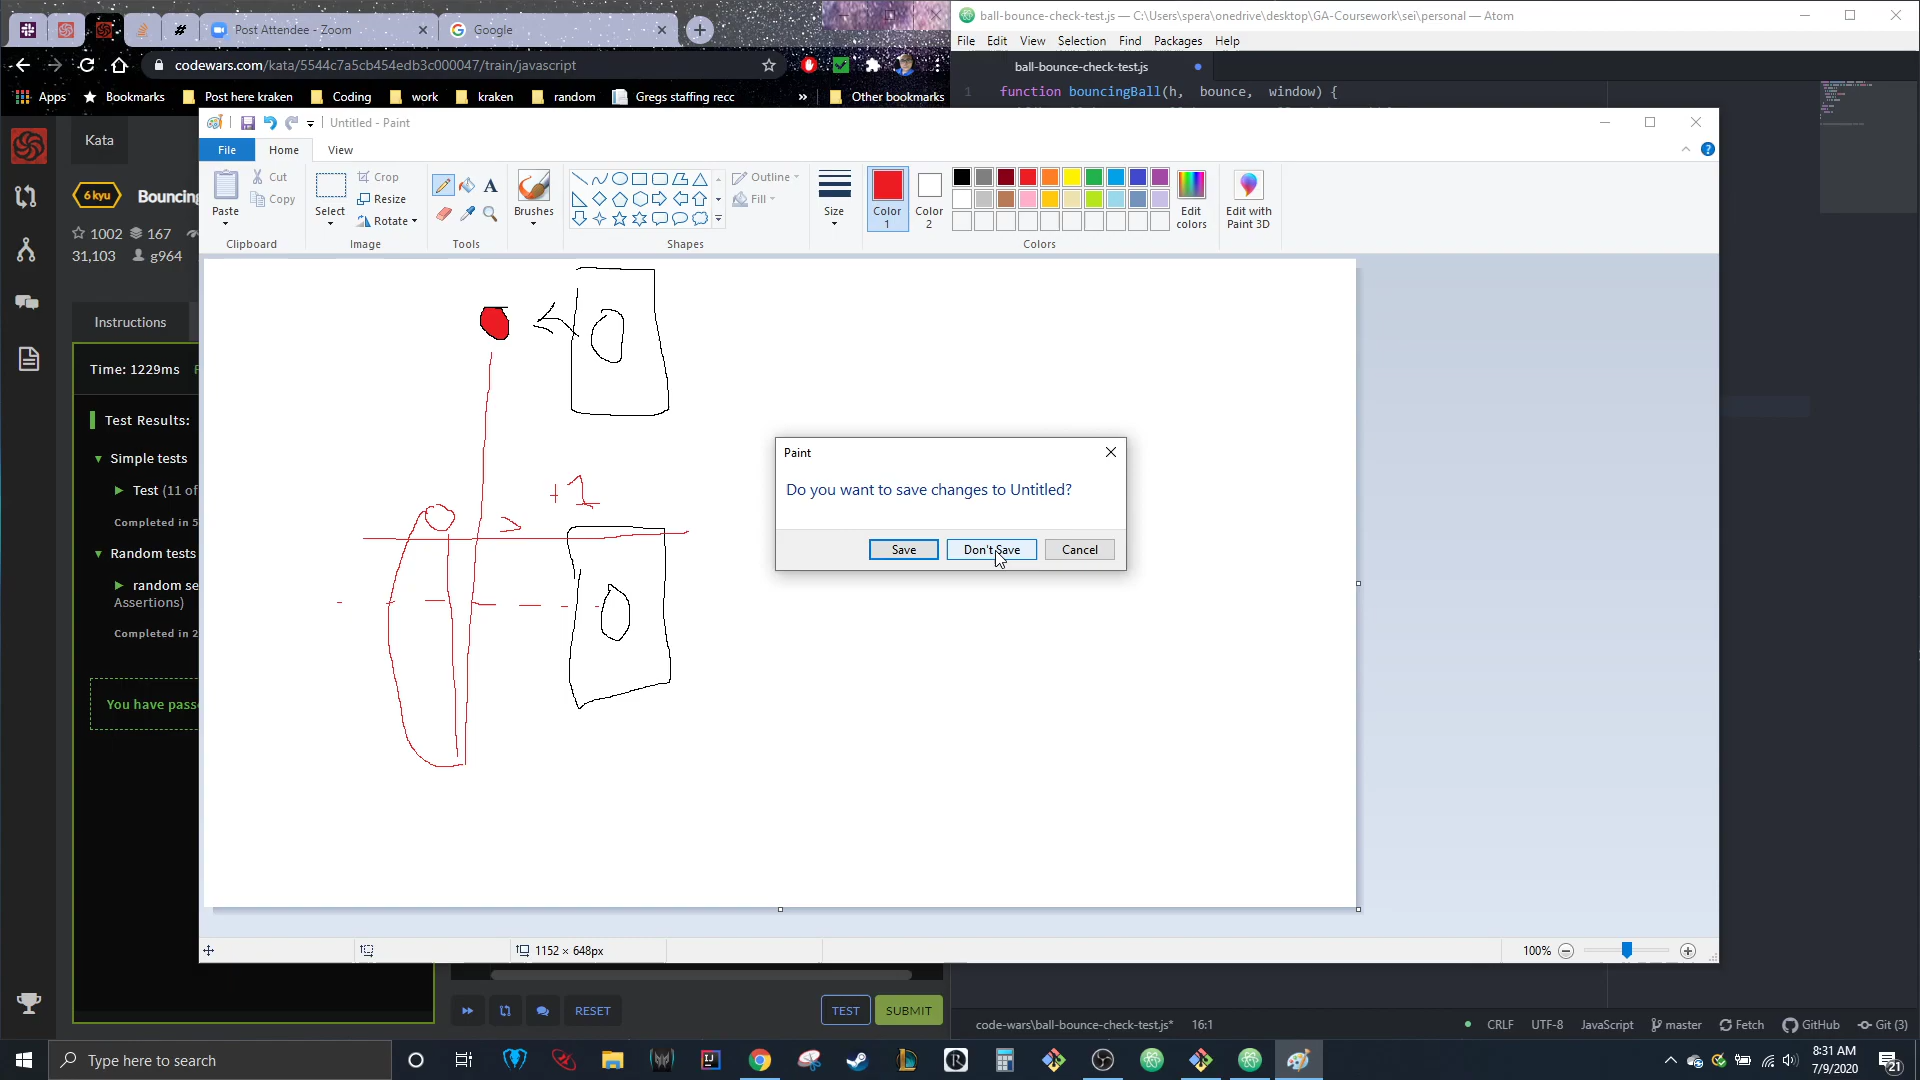 Post Attendee - Zoom
Google
codewars.com/kata/5544c7a5cb454edb3c000047/train/javascript
Apps
Bookmarks
Post here kraken
Coding
work
kraken
random
Gregs staffing recc
»
Other bookmarks
ball-bounce-check-test.js — C:\Users\spera\onedrive\desktop\GA-Coursework\sei\personal — Atom
File Edit View Selection Find Packages Help
ball-bounce-check-test.js
1 function bouncingBall(h, bounce, window) {
Kata
6 kyu
Bouncing
1002 167
31,103 g964
Instructions
Time: 1229ms
Test Results:
Simple tests
Test (11 of
Completed in 5
Random tests
random se
Assertions)
Completed in 2
You have passe
Untitled - Paint
File Home View
Paste
Cut
Copy
Clipboard
Select
Crop
Resize
Rotate
Image
A
Tools
Brushes
Shapes
Outline
Fill
Size
Color 1
Color 2
Colors
Edit colors
Edit with Paint 3D
+1
>
Paint
Do you want to save changes to Untitled?
Save
Don't Save
Cancel
1152 × 648px
100%
RESET
TEST
SUBMIT
code-wars\ball-bounce-check-test.js* 16:1
CRLF
UTF-8
JavaScript
master
Fetch
GitHub
Git (3)
Type here to search
8:31 AM
7/9/2020
21